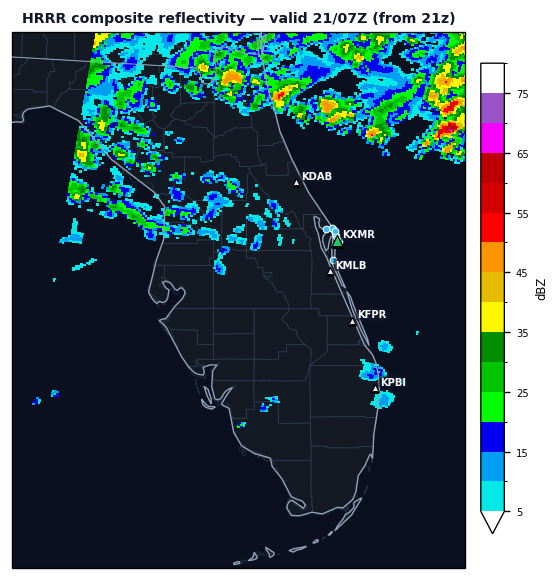 HRRR composite reflectivity — valid 21/07Z (from 21z)
KDAB
KXMR
KMLB
KFPR
KPBI
75
65
55
45
35
25
15
5
dBZ